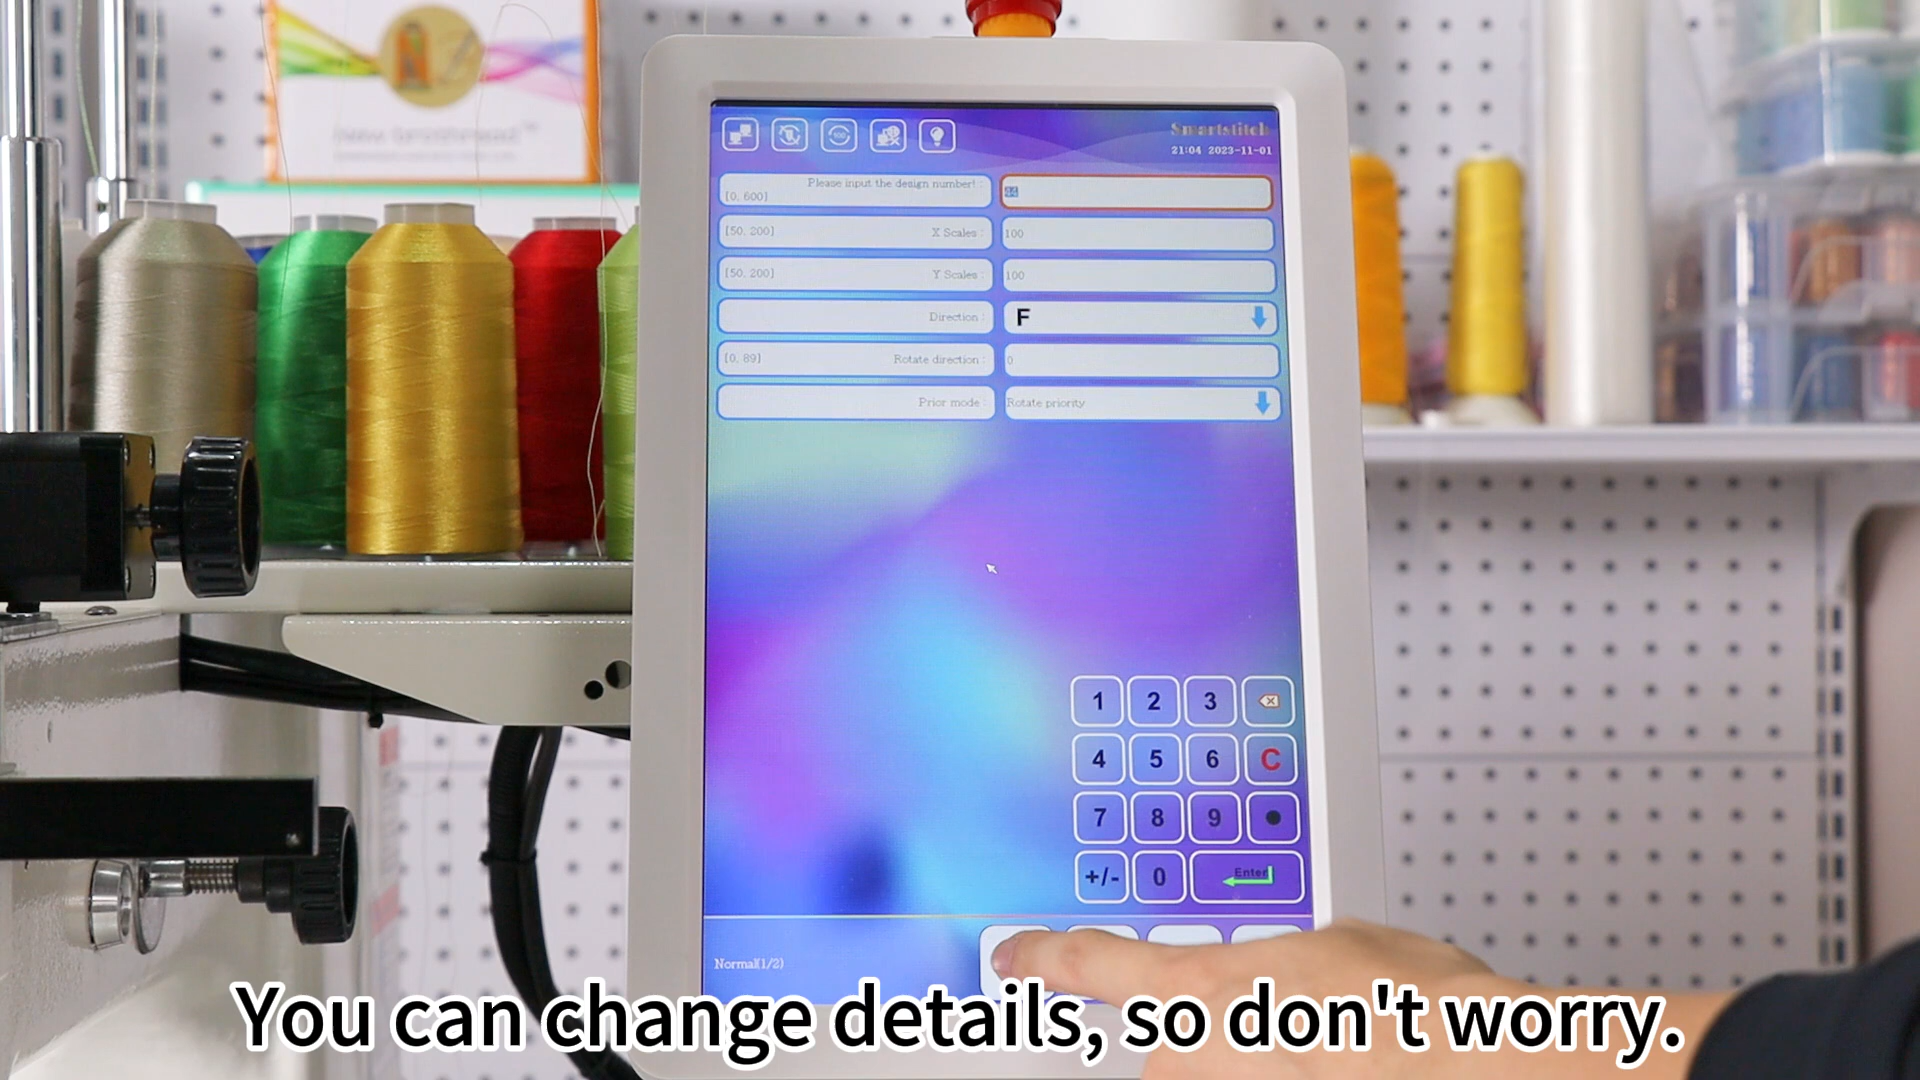 new brothread™
Smartstitch
21:04 2023-11-01
Please input the design number! :
[0, 600]
[50, 200] X Scales : 100
[50, 200] Y Scales : 100
Direction : F
[0, 89] Rotate direction : 0
Prior mode : Rotate priority
1 2 3
4 5 6 C
7 8 9
+/- 0 Enter
Normal(1/2)
You can change details, so don't worry.